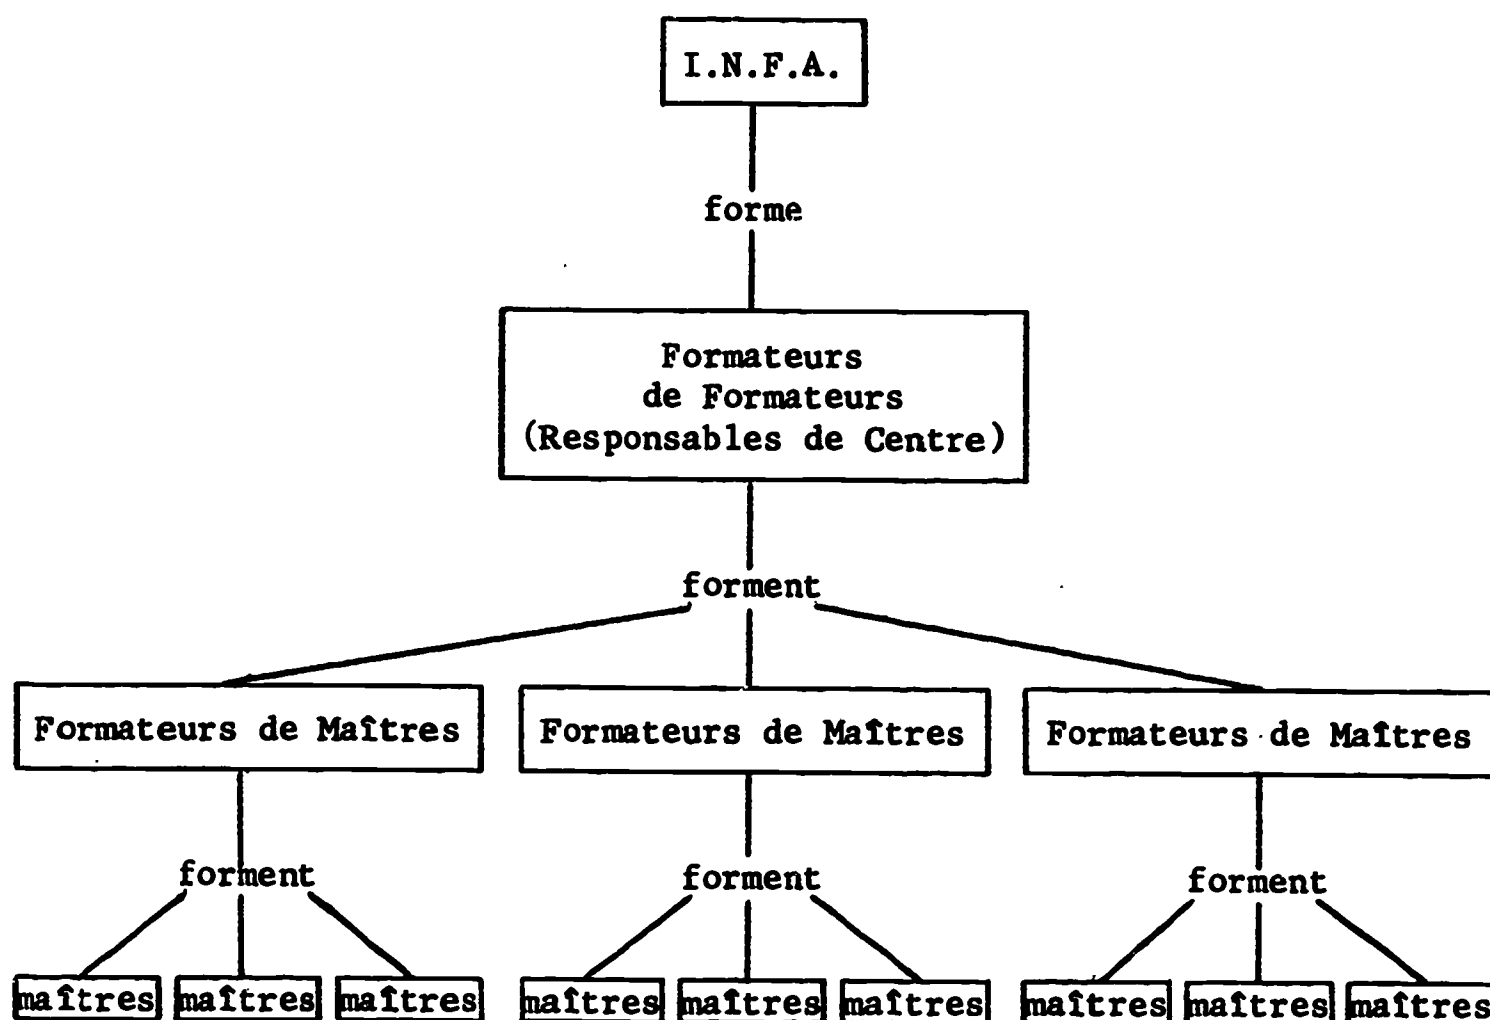 I.N.F.A.
forme
Formateurs
de Formateurs
(Responsables de Centre)
forment
Formateurs de Maîtres
Formateurs de Maîtres
Formateurs de Maîtres
forment
forment
forment
maîtres
maîtres
maîtres
maîtres
maîtres
maîtres
maîtres
maîtres
maîtres